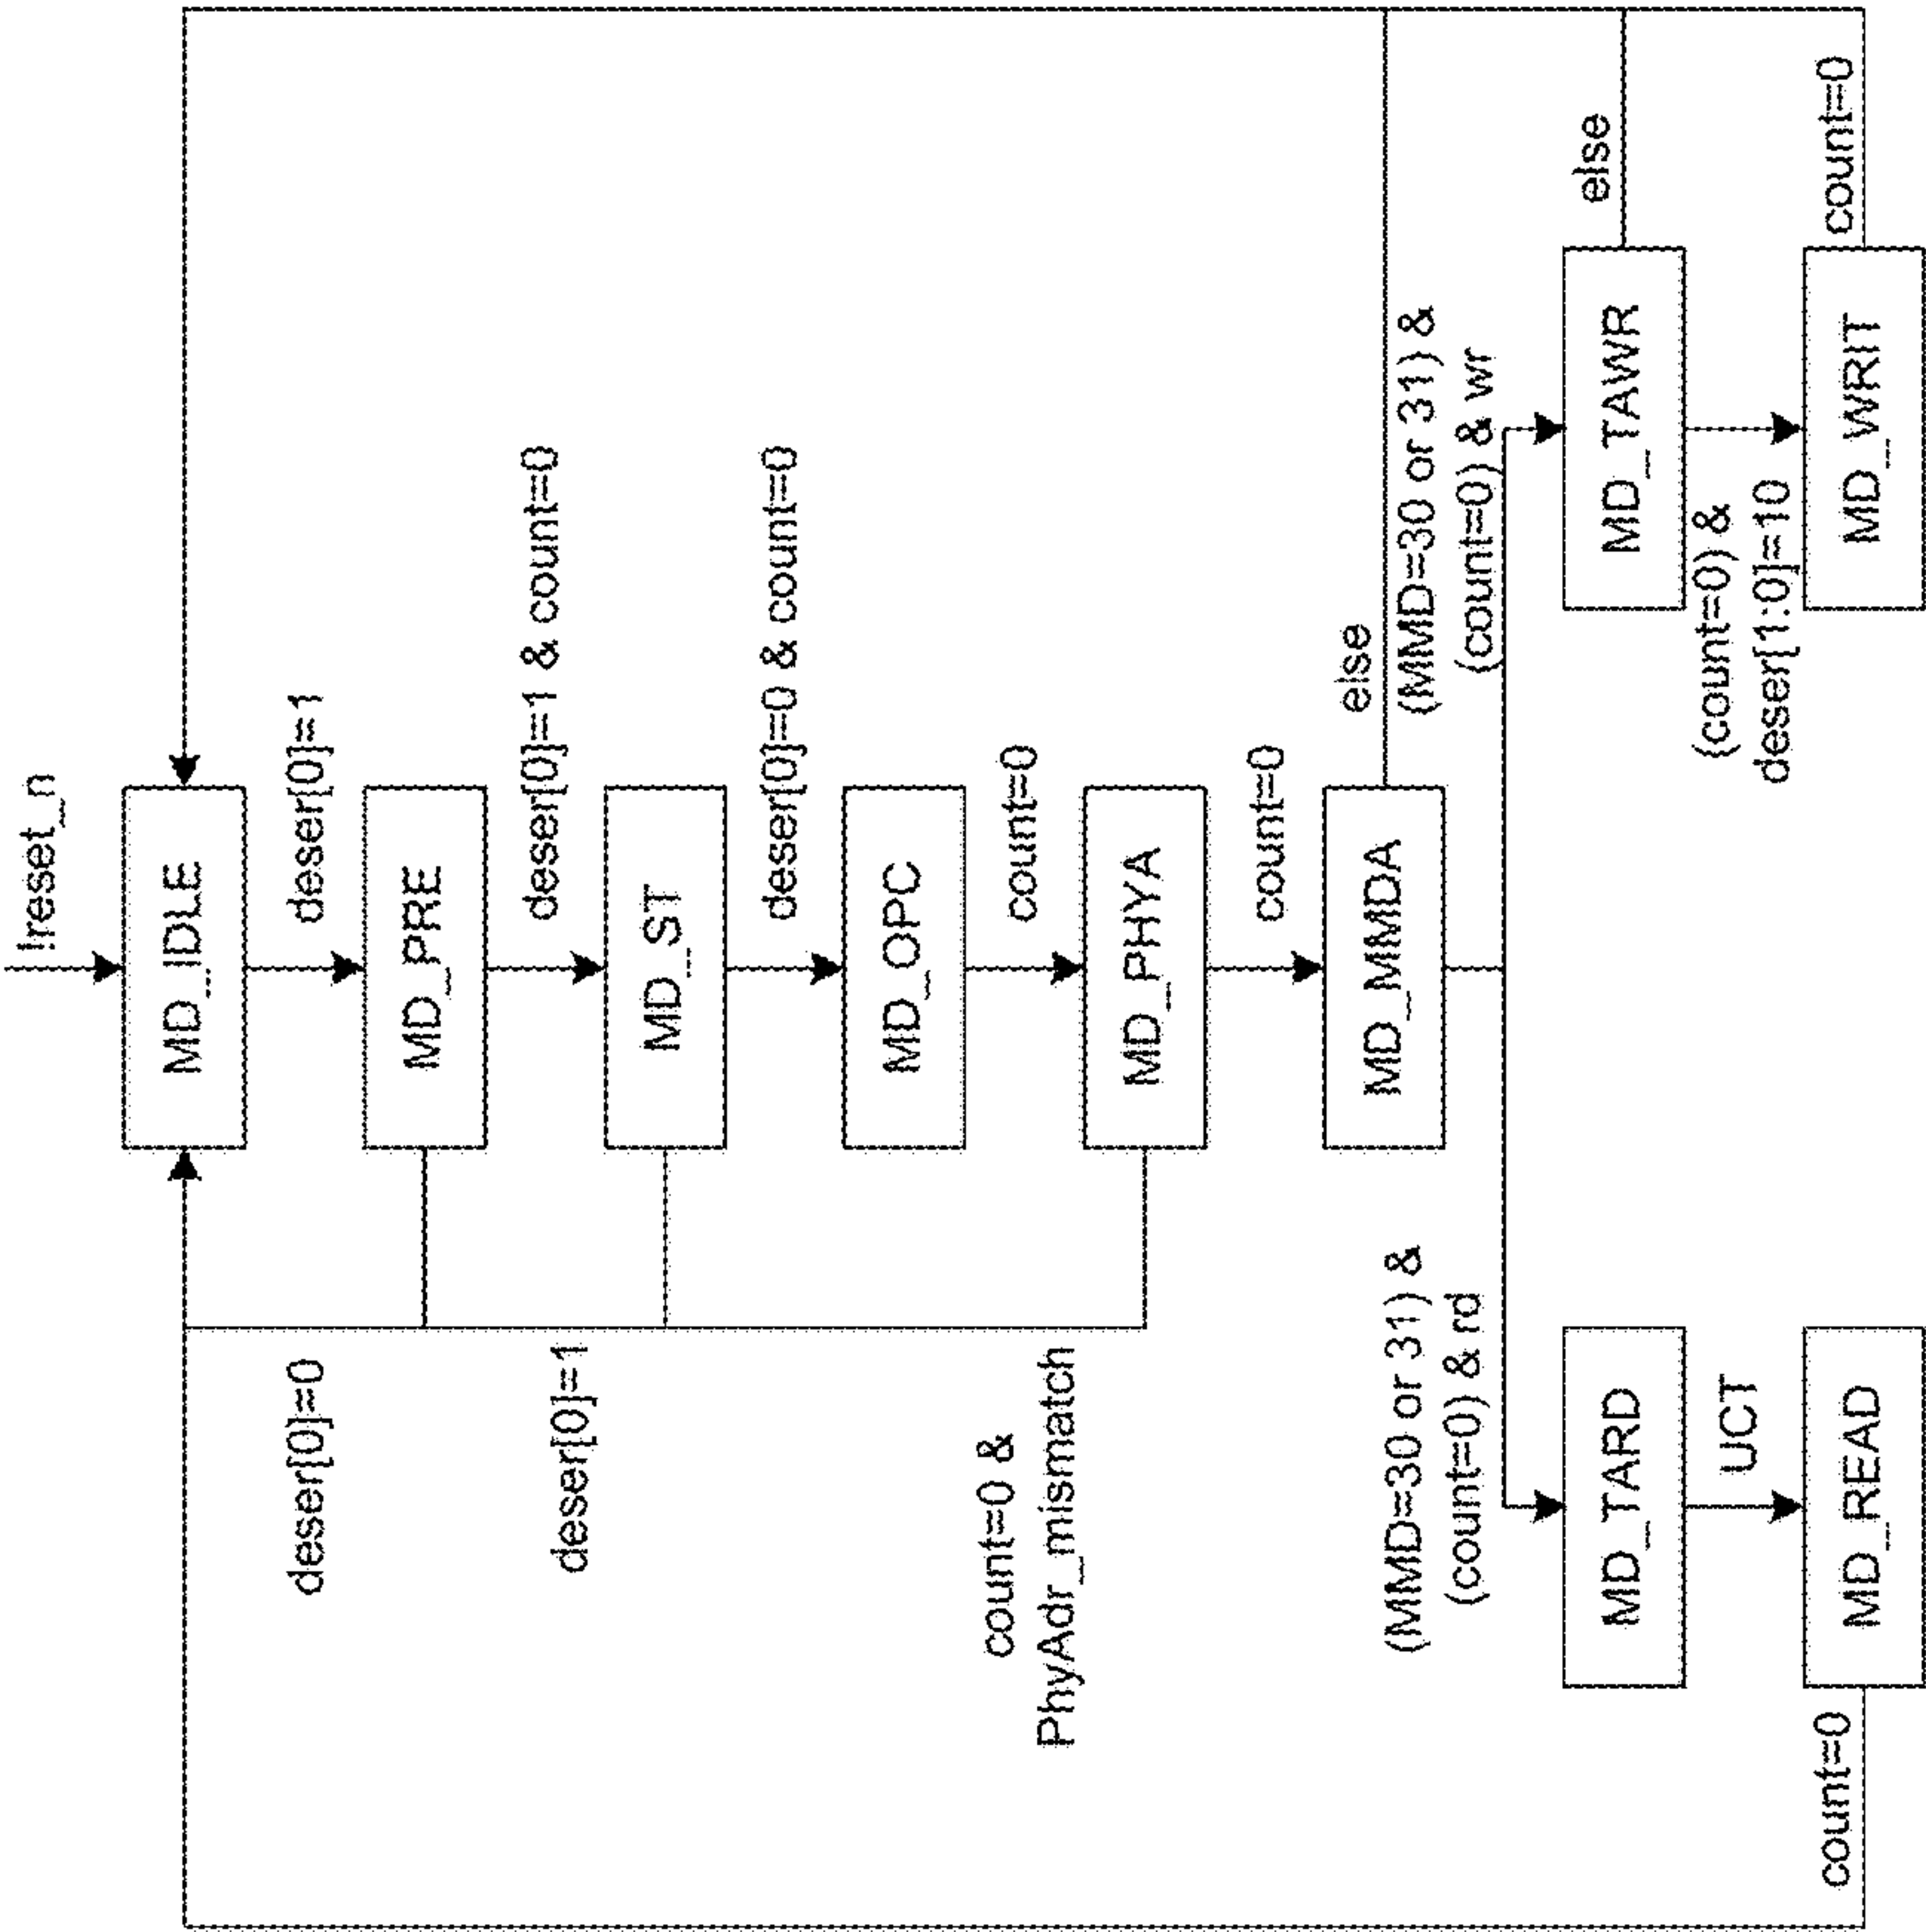 !reset_n
MD_IDLE
deser[0]=1
deser[0]=0
MD_PRE
deser[0]=1 & count=0
deser[0]=1
MD_ST
deser[0]=0 & count=0
MD_OPC
count=0
count=0 &
PhyAdr_mismatch
MD_PHYA
count=0
MD_MMDA
else
(MMD=30 or 31) &
(count=0) & rd
(MMD=30 or 31) &
(count=0) & wr
MD_TARD
MD_TAWR
else
UCT
(count=0) &
deser[1:0]=10
MD_READ
MD_WRIT
count=0
count=0